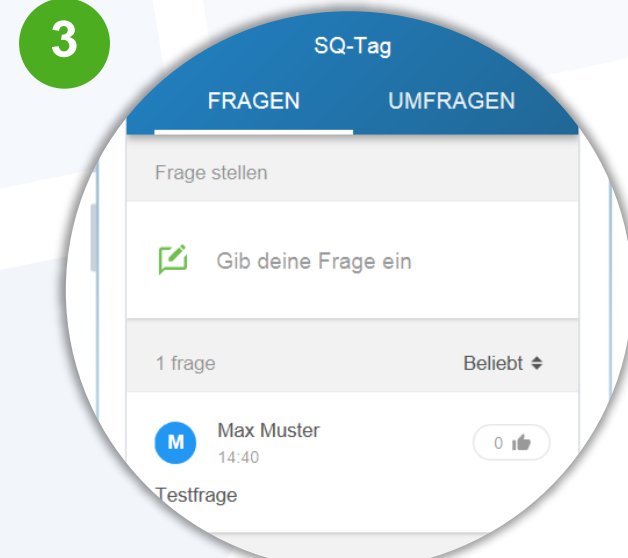 3
SQ-Tag
FRAGEN UMFRAGEN
Frage stellen
Gib deine Frage ein
1 frage Beliebt
M Max Muster 0
14:40
Testfrage